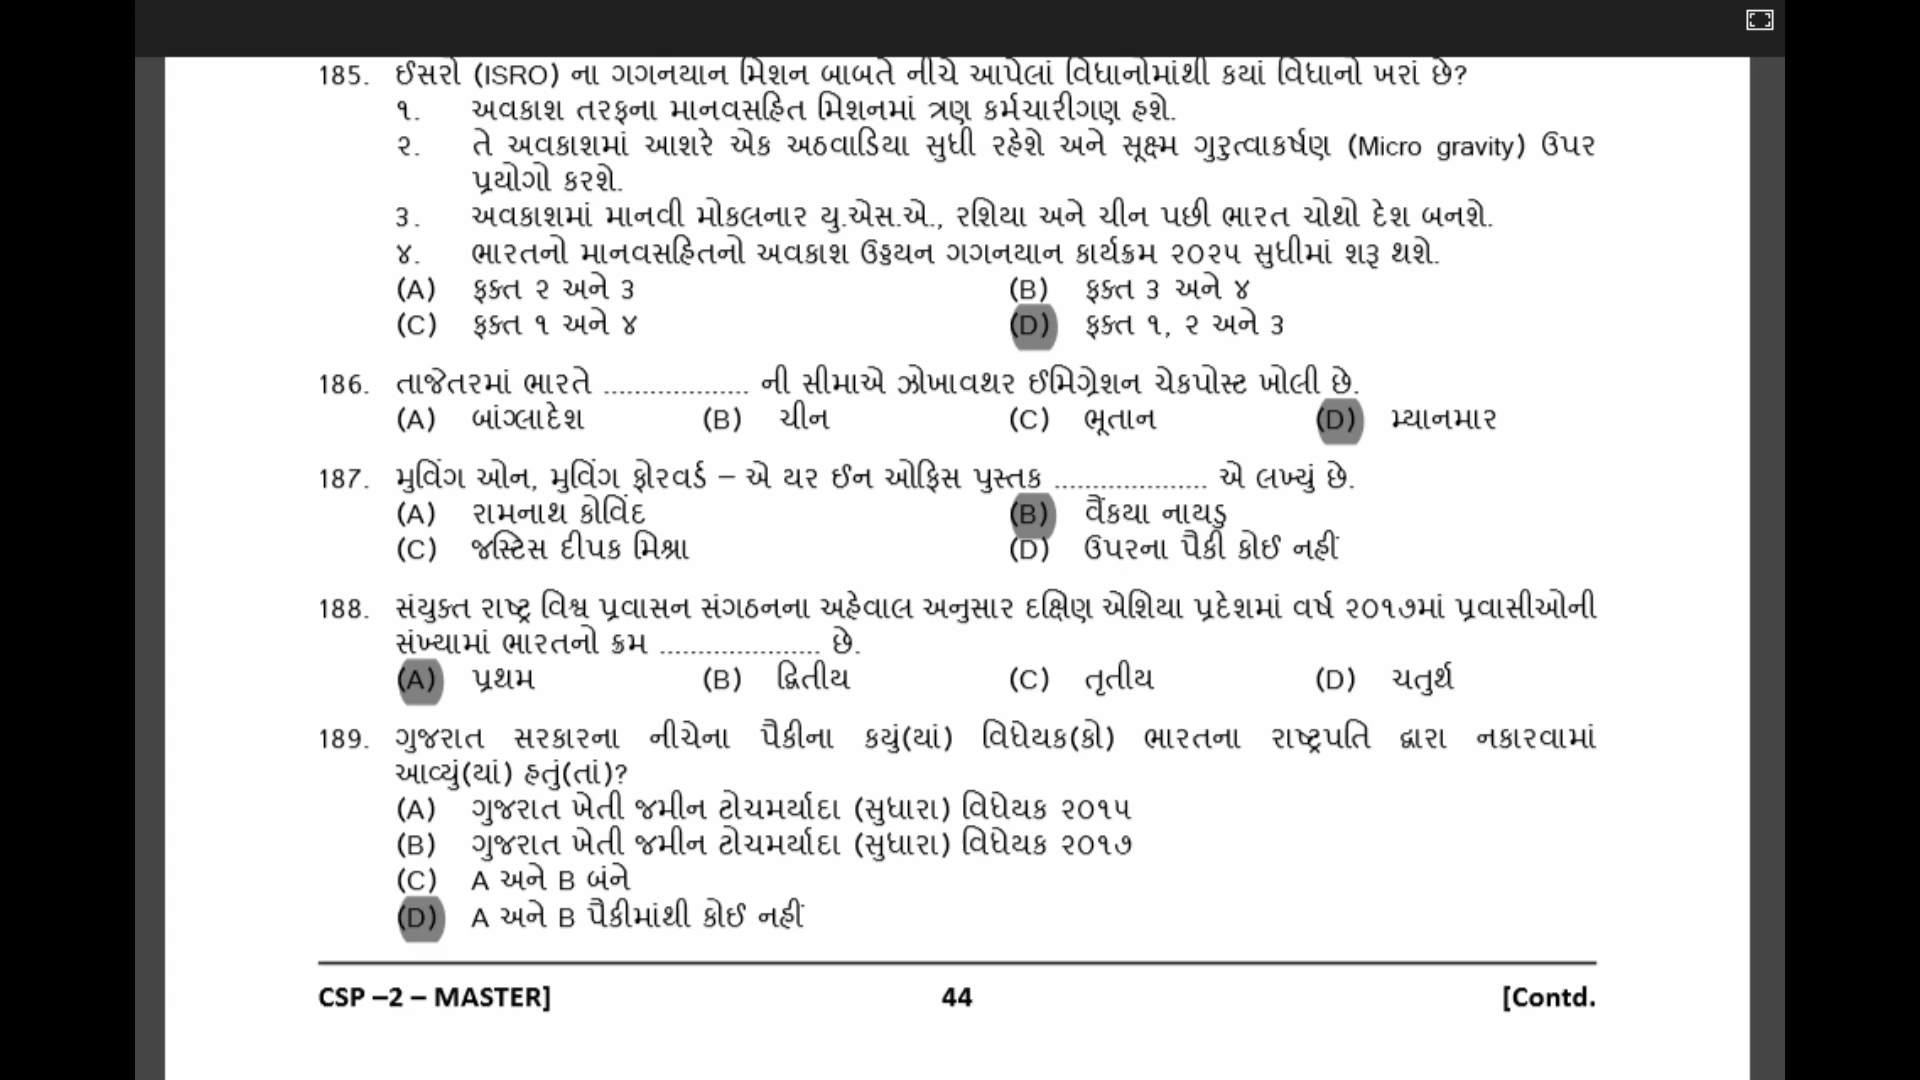 185. ઈસરો (ISRO) ના ગગનયાન મિશન બાબતે નીચે આપેલાં વિધાનોમાંથી કયાં વિધાનો ખરાં છે?
૧. અવકાશ તરફના માનવસહિત મિશનમાં ત્રણ કર્મચારીગણ હશે.
૨. તે અવકાશમાં આશરે એક અઠવાડિયા સુધી રહેશે અને સૂક્ષ્મ ગુરુત્વાકર્ષણ (Micro gravity) ઉપર
પ્રયોગો કરશે.
૩. અવકાશમાં માનવી મોકલનાર યુ.એસ.એ., રશિયા અને ચીન પછી ભારત ચોથો દેશ બનશે.
૪. ભારતનો માનવસહિતનો અવકાશ ઉડ્ડયન ગગનયાન કાર્યક્રમ ૨૦૨૫ સુધીમાં શરૂ થશે.
(A) ફક્ત ૨ અને ૩ (B) ફક્ત ૩ અને ૪
(C) ફક્ત ૧ અને ૪ (D) ફક્ત ૧, ૨ અને ૩
186. તાજેતરમાં ભારતે ................... ની સીમાએ ઝોખાવથર ઈમિગ્રેશન ચેકપોસ્ટ ખોલી છે.
(A) બાંગ્લાદેશ (B) ચીન (C) ભૂતાન (D) મ્યાનમાર
187. મુવિંગ ઓન, મુવિંગ ફોરવર્ડ – એ યર ઈન ઓફિસ પુસ્તક .................... એ લખ્યું છે.
(A) રામનાથ કોવિંદ (B) વૈંકયા નાયડુ
(C) જસ્ટિસ દીપક મિશ્રા (D) ઉપરના પૈકી કોઈ નહીં
188. સંયુક્ત રાષ્ટ્ર વિશ્વ પ્રવાસન સંગઠનના અહેવાલ અનુસાર દક્ષિણ એશિયા પ્રદેશમાં વર્ષ ૨૦૧૭માં પ્રવાસીઓની
સંખ્યામાં ભારતનો ક્રમ ..................... છે.
(A) પ્રથમ (B) દ્વિતીય (C) તૃતીય (D) ચતુર્થ
189. ગુજરાત સરકારના નીચેના પૈકીના કયું(યાં) વિધેયક(કો) ભારતના રાષ્ટ્રપતિ દ્વારા નકારવામાં
આવ્યું(યાં) હતું(તાં)?
(A) ગુજરાત ખેતી જમીન ટોચમર્યાદા (સુધારા) વિધેયક ૨૦૧૫
(B) ગુજરાત ખેતી જમીન ટોચમર્યાદા (સુધારા) વિધેયક ૨૦૧૭
(C) A અને B બંને
(D) A અને B પૈકીમાંથી કોઈ નહીં
CSP –2 – MASTER] 44 [Contd.